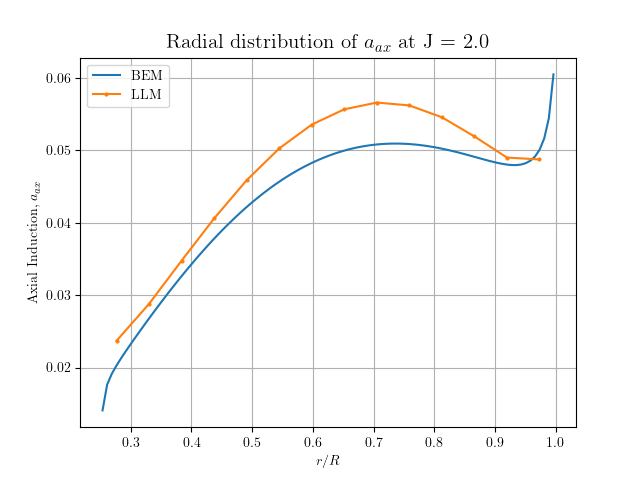 Radial distribution of a_ax at J = 2.0
BEM
LLM
Axial Induction, a_ax
0.06
0.05
0.04
0.03
0.02
0.3 0.4 0.5 0.6 0.7 0.8 0.9 1.0
r/R